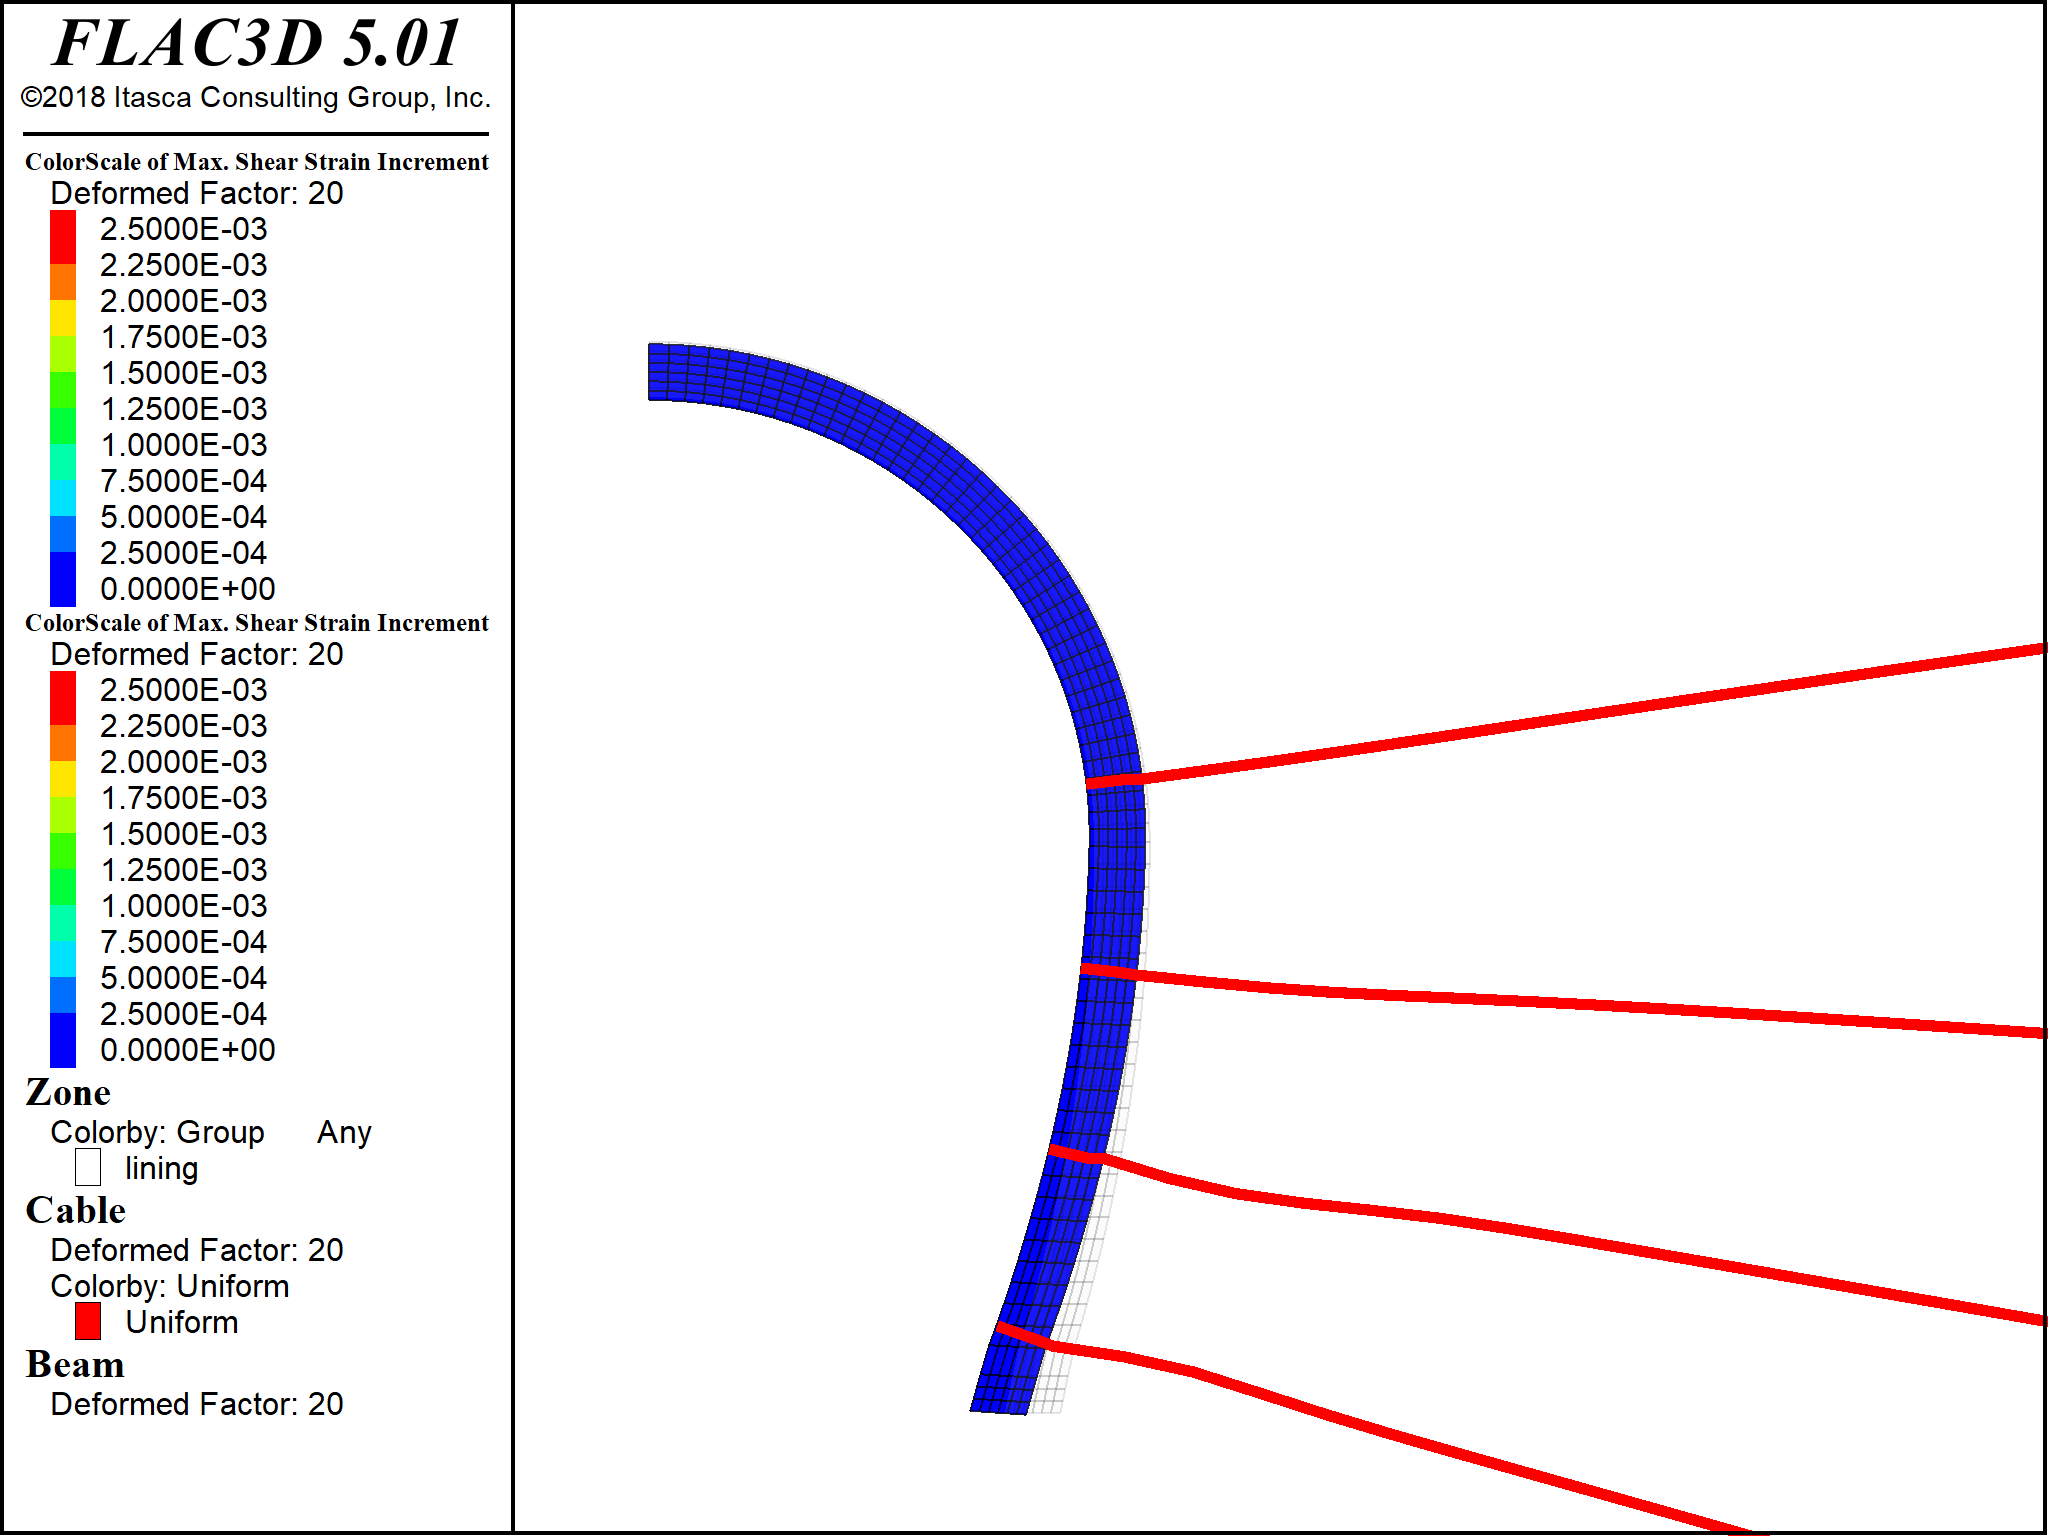 FLAC3D 5.01
©2018 Itasca Consulting Group, Inc.
ColorScale of Max. Shear Strain Increment
Deformed Factor: 20
2.5000E-03
2.2500E-03
2.0000E-03
1.7500E-03
1.5000E-03
1.2500E-03
1.0000E-03
7.5000E-04
5.0000E-04
2.5000E-04
0.0000E+00
ColorScale of Max. Shear Strain Increment
Deformed Factor: 20
2.5000E-03
2.2500E-03
2.0000E-03
1.7500E-03
1.5000E-03
1.2500E-03
1.0000E-03
7.5000E-04
5.0000E-04
2.5000E-04
0.0000E+00
Zone
Colorby: Group Any
lining
Cable
Deformed Factor: 20
Colorby: Uniform
Uniform
Beam
Deformed Factor: 20